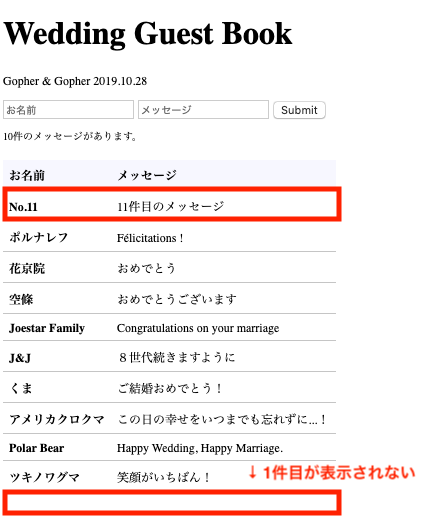 Wedding Guest Book
Gopher & Gopher 2019.10.28
お名前 メッセージ Submit
10件のメッセージがあります。
お名前 メッセージ
No.11 11件目のメッセージ
ポルナレフ Félicitations !
花京院 おめでとう
空條 おめでとうございます
Joestar Family Congratulations on your marriage
J&J ８世代続きますように
くま ご結婚おめでとう！
アメリカクロクマ この日の幸せをいつまでも忘れずに...！
Polar Bear Happy Wedding, Happy Marriage.
ツキノワグマ 笑顔がいちばん！
↓ 1件目が表示されない